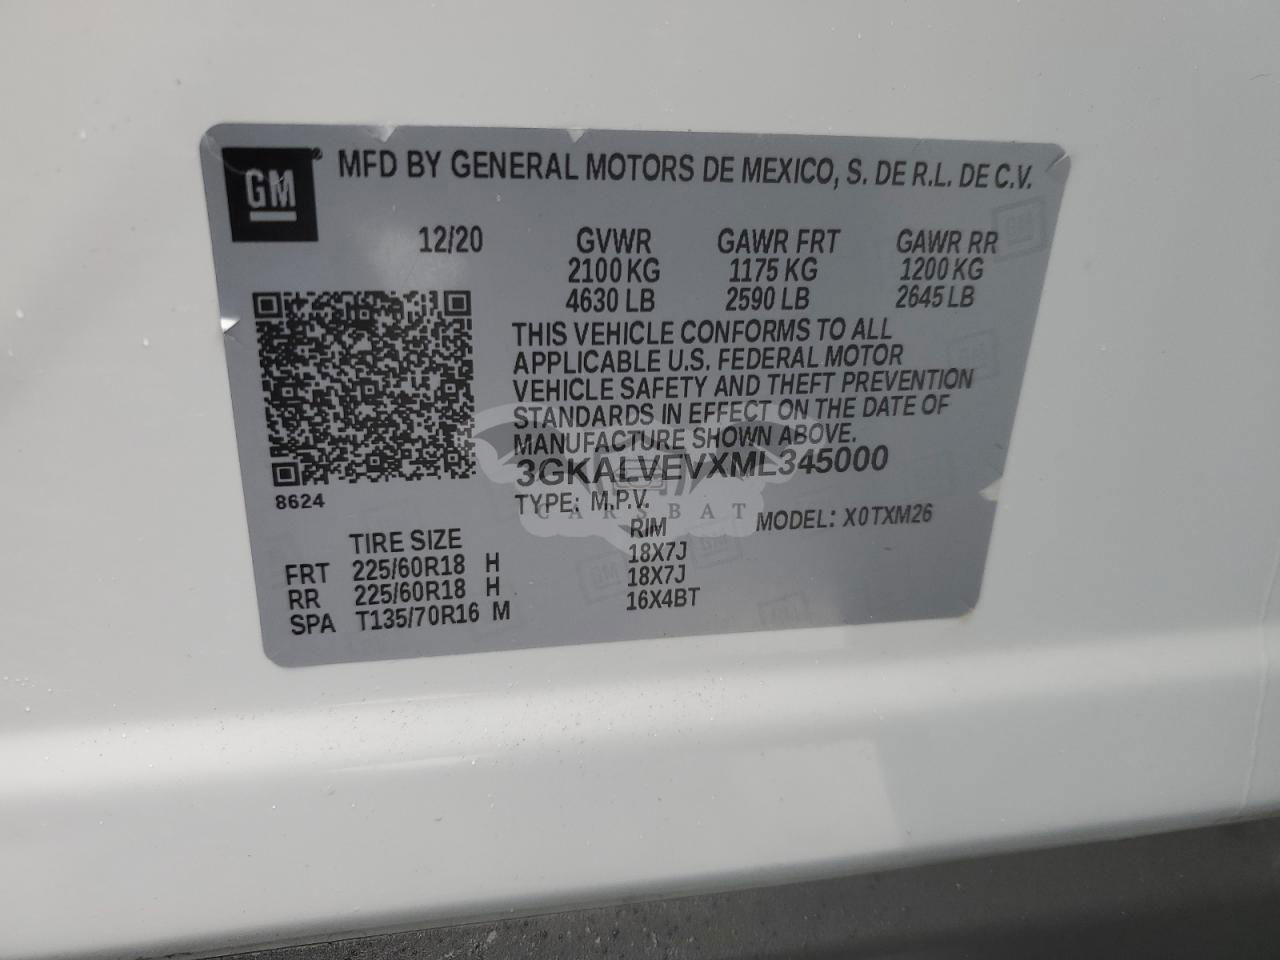 GM
MFD BY GENERAL MOTORS DE MEXICO, S. DE R.L. DE C.V.
12/20 GVWR GAWR FRT GAWR RR
2100 KG 1175 KG 1200 KG
4630 LB 2590 LB 2645 LB
THIS VEHICLE CONFORMS TO ALL
APPLICABLE U.S. FEDERAL MOTOR
VEHICLE SAFETY AND THEFT PREVENTION
STANDARDS IN EFFECT ON THE DATE OF
MANUFACTURE SHOWN ABOVE.
3GKALVEVXML345000
8624
TYPE: M.P.V. MODEL: X0TXM26
CARSBAT
TIRE SIZE RIM
FRT 225/60R18 H 18X7J
RR 225/60R18 H 18X7J
SPA T135/70R16 M 16X4BT